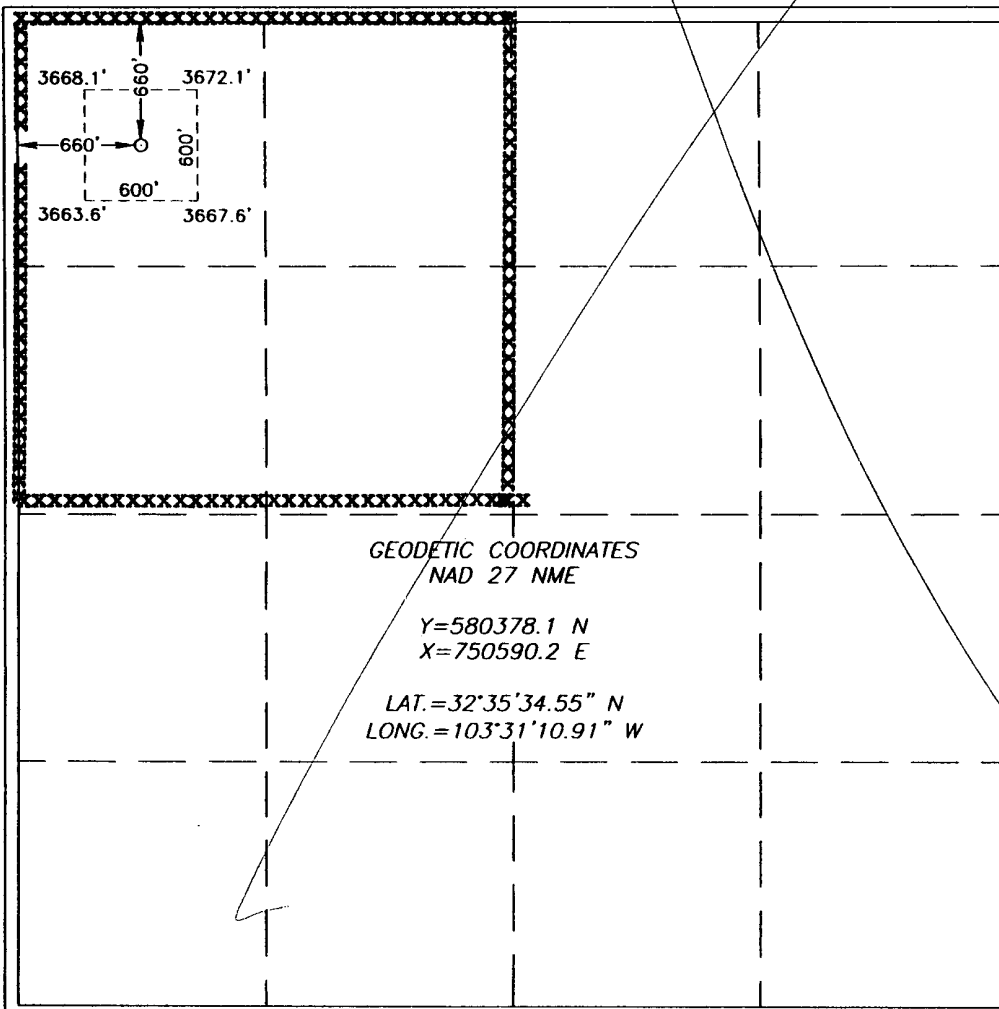 3668.1' 660' 3672.1'
660' 600'
600'
3663.6' 3667.6'
GEODETIC COORDINATES
NAD 27 NME
Y=580378.1 N
X=750590.2 E
LAT.=32°35'34.55" N
LONG.=103°31'10.91" W